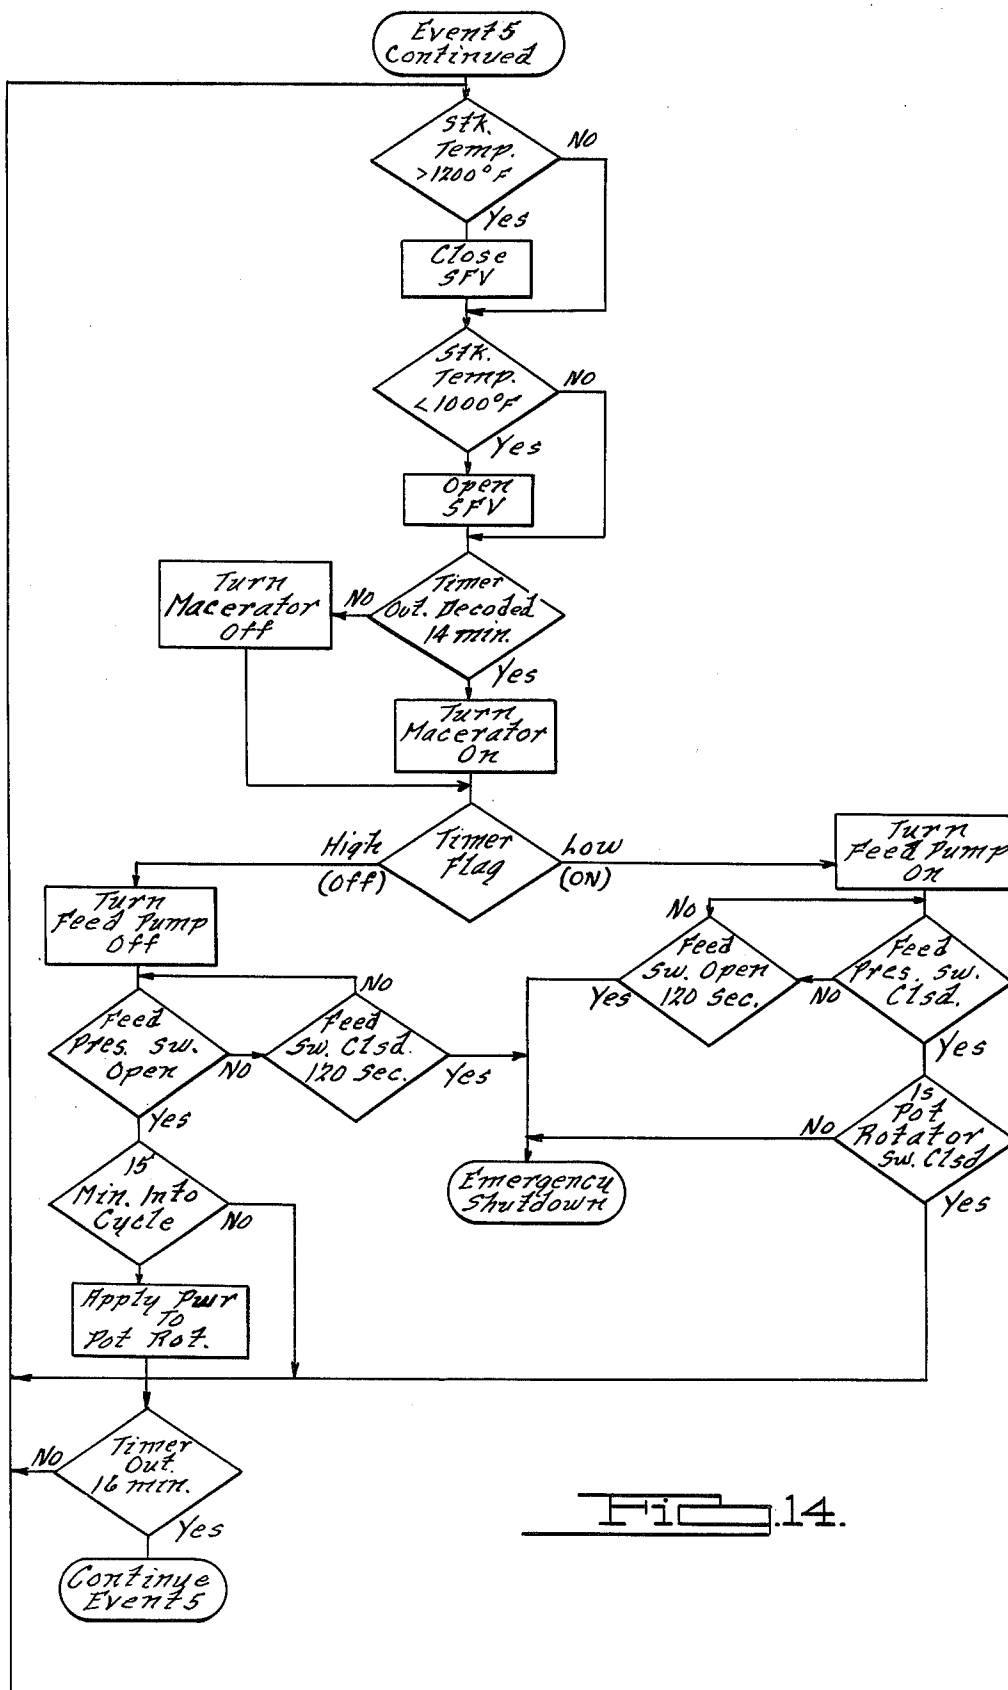 Event 5
Continued
Stk.
Temp.
>1200°F
No
Yes
Close
SFV
Stk.
Temp.
<1000°F
No
Yes
Open
SFV
Timer
Out. Decoded
14 min.
No
Turn
Macerator
Off
Yes
Turn
Macerator
On
Timer
Flag
High
(Off)
Low
(ON)
Turn
Feed Pump
On
Turn
Feed Pump
Off
No
Feed
Sw. Open
120 Sec.
Yes
No
Feed
Pres. Sw.
Clsd.
Yes
Feed
Pres. Sw.
Open
No
Yes
No
Feed
Sw. Clsd.
120 Sec.
Yes
Is
Pot
Rotator
Sw. Clsd
No
Yes
Emergency
Shutdown
15
Min. Into
Cycle
No
Apply Pwr
To
Pot Rot.
Timer
Out.
16 min.
No
Yes
Continue
Event 5
Fig. 14.